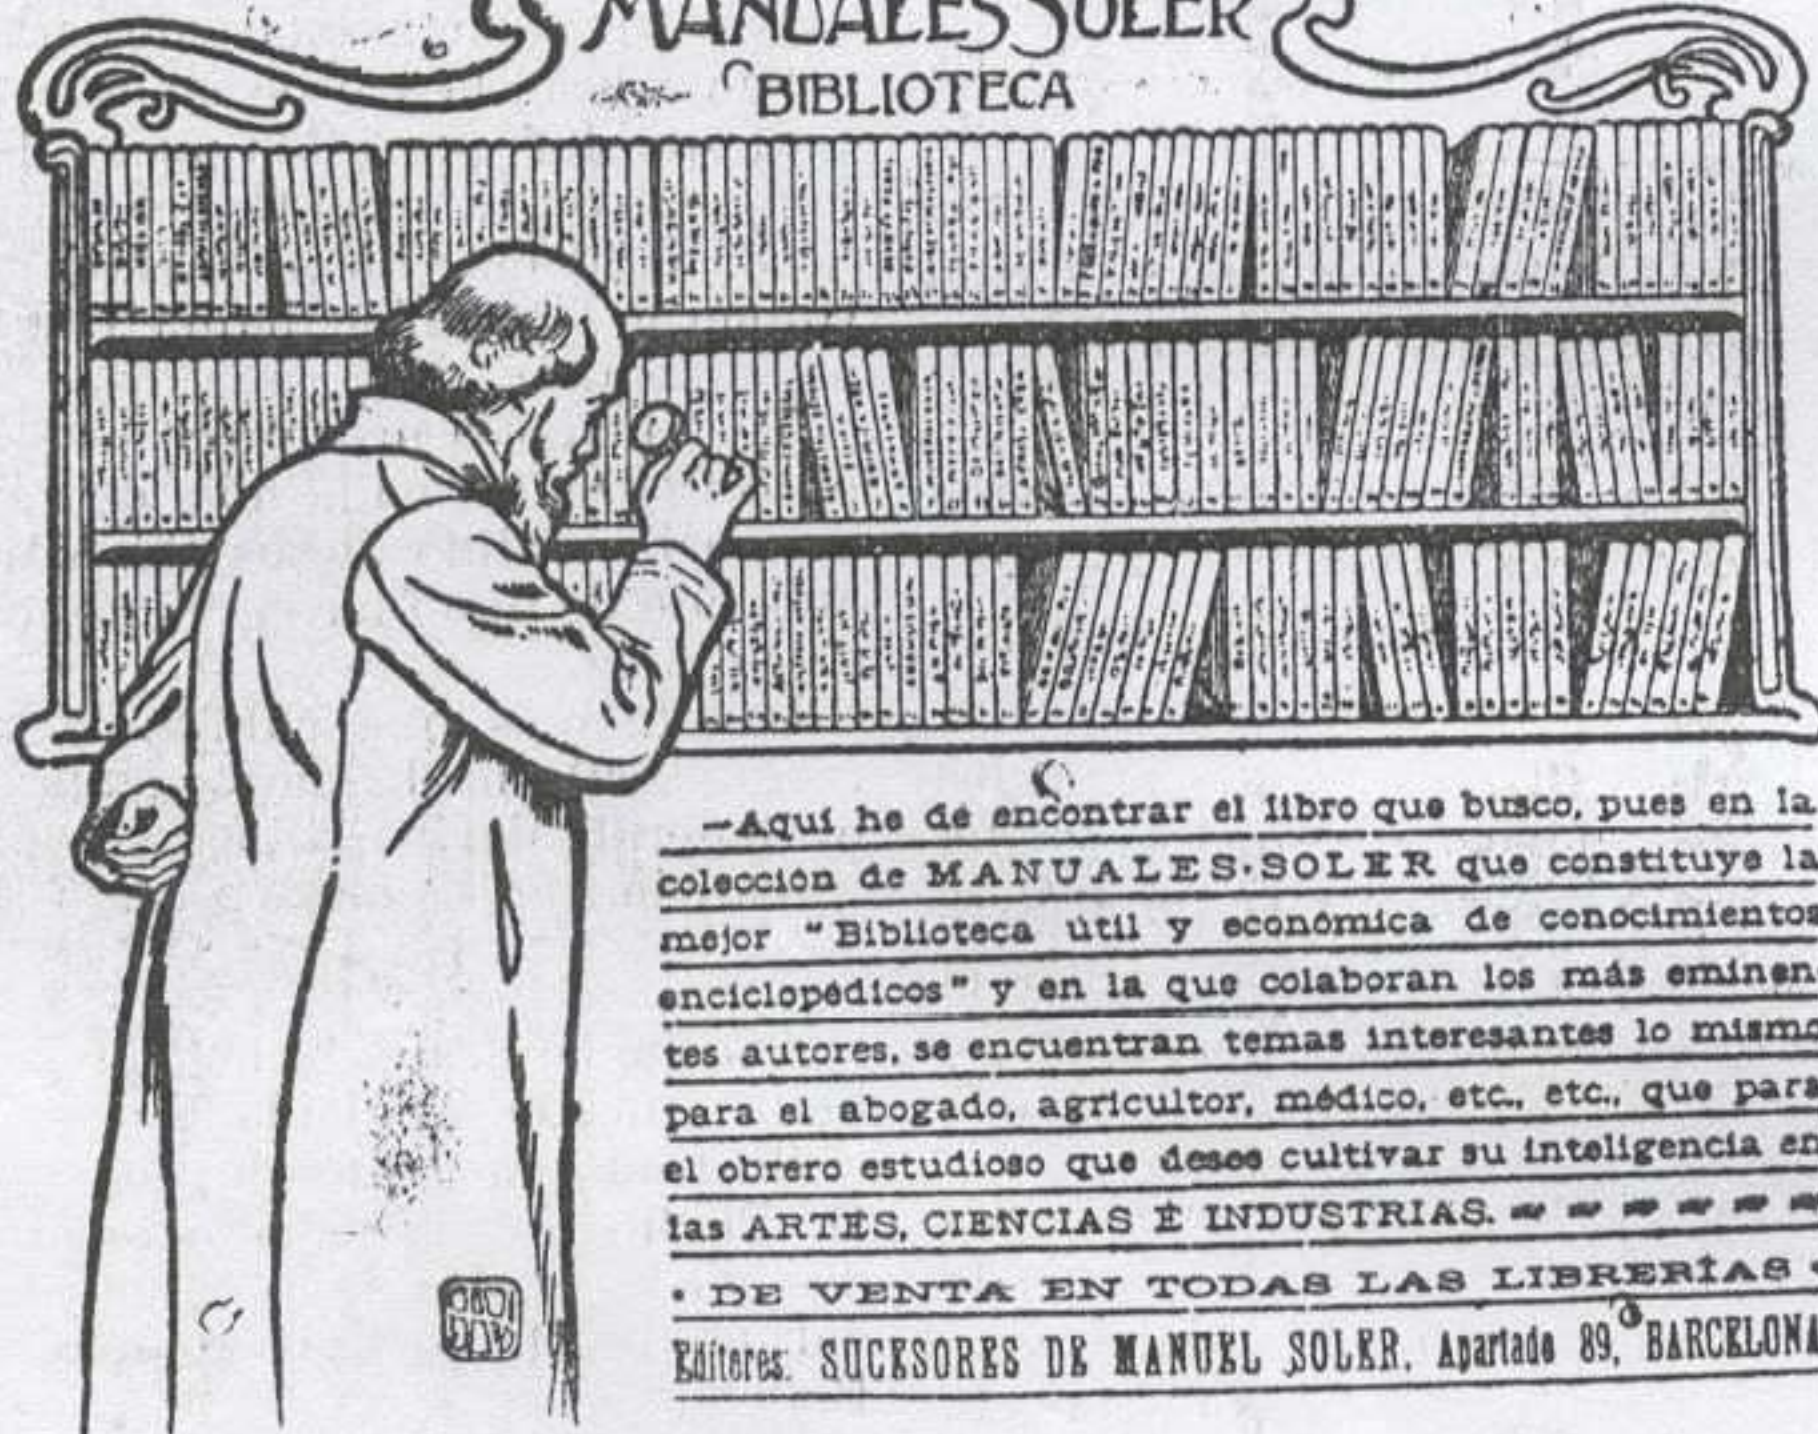 MANUALES SOLER
BIBLIOTECA
—Aquí he de encontrar el libro que busco, pues en la
colección de MANUALES·SOLER que constituye la
mejor "Biblioteca útil y económica de conocimientos
enciclopédicos" y en la que colaboran los más eminen
tes autores, se encuentran temas interesantes lo mismo
para el abogado, agricultor, médico, etc., etc., que para
el obrero estudioso que desee cultivar su inteligencia en
las ARTES, CIENCIAS É INDUSTRIAS.
· DE VENTA EN TODAS LAS LIBRERÍAS ·
Editores: SUCESORES DE MANUEL SOLER. Apartado 89, BARCELONA